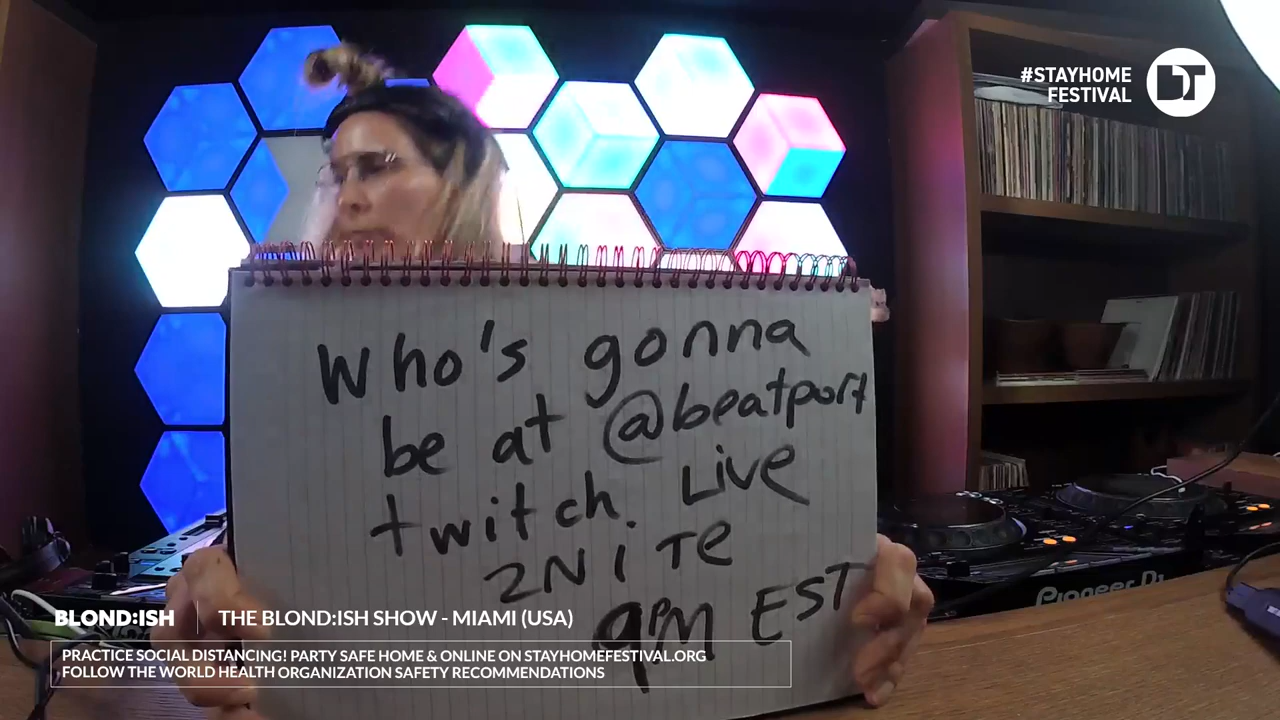 #STAYHOME
FESTIVAL
DT
Who's gonna
be at @beatport
twitch. Live
2NiTe
9PM EST
Pioneer Dj
BLOND:ISH
THE BLOND:ISH SHOW - MIAMI (USA)
PRACTICE SOCIAL DISTANCING! PARTY SAFE HOME & ONLINE ON STAYHOMEFESTIVAL.ORG
FOLLOW THE WORLD HEALTH ORGANIZATION SAFETY RECOMMENDATIONS